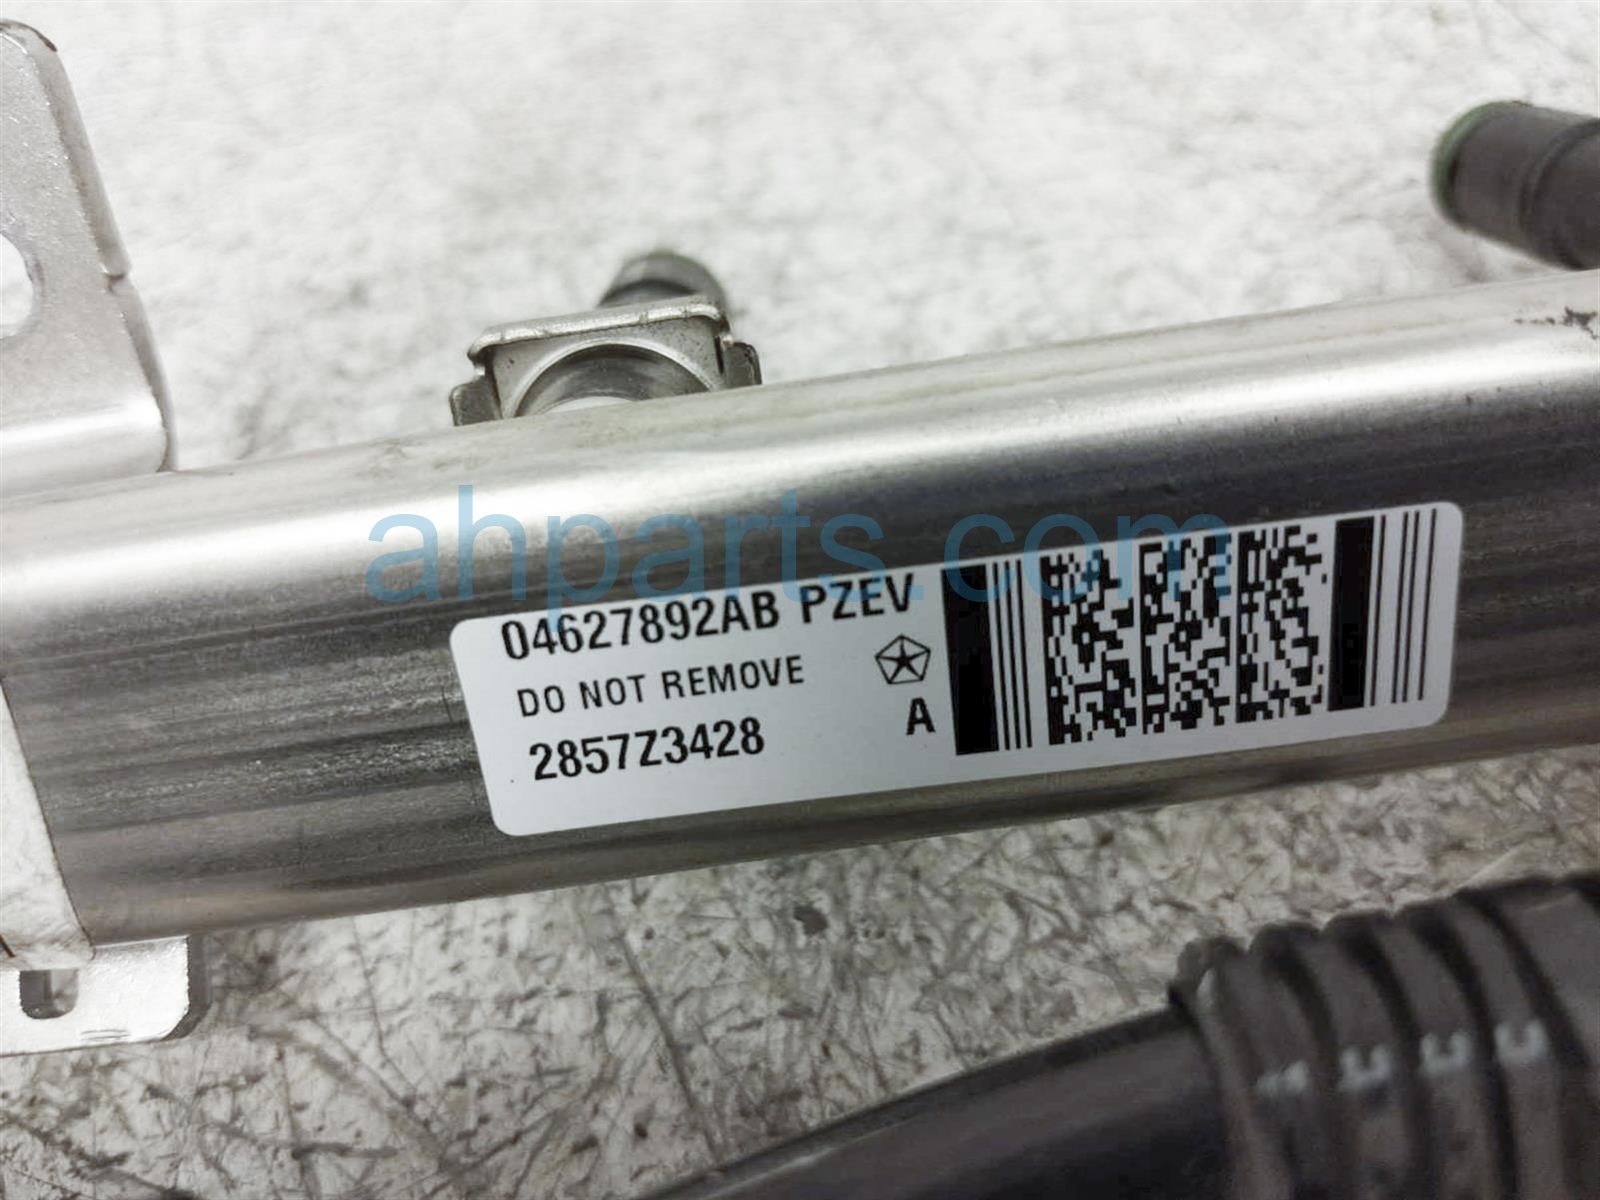 ahparts.com
04627892AB PZEV
DO NOT REMOVE
2857Z3428
A